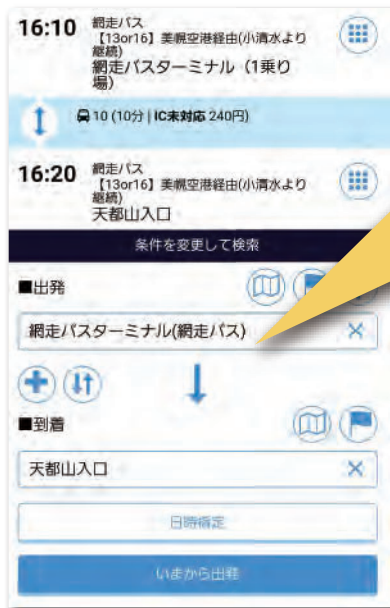 16:10
網走バス
【13or16】美幌空港経由(小清水より
継続)
網走バスターミナル（1乗り
場）
10 (10分 | IC未対応 240円)
16:20
網走バス
【13or16】美幌空港経由(小清水より
継続)
天都山入口
条件を変更して検索
■出発
網走バスターミナル(網走バス)
■到着
天都山入口
日時指定
いまから出発